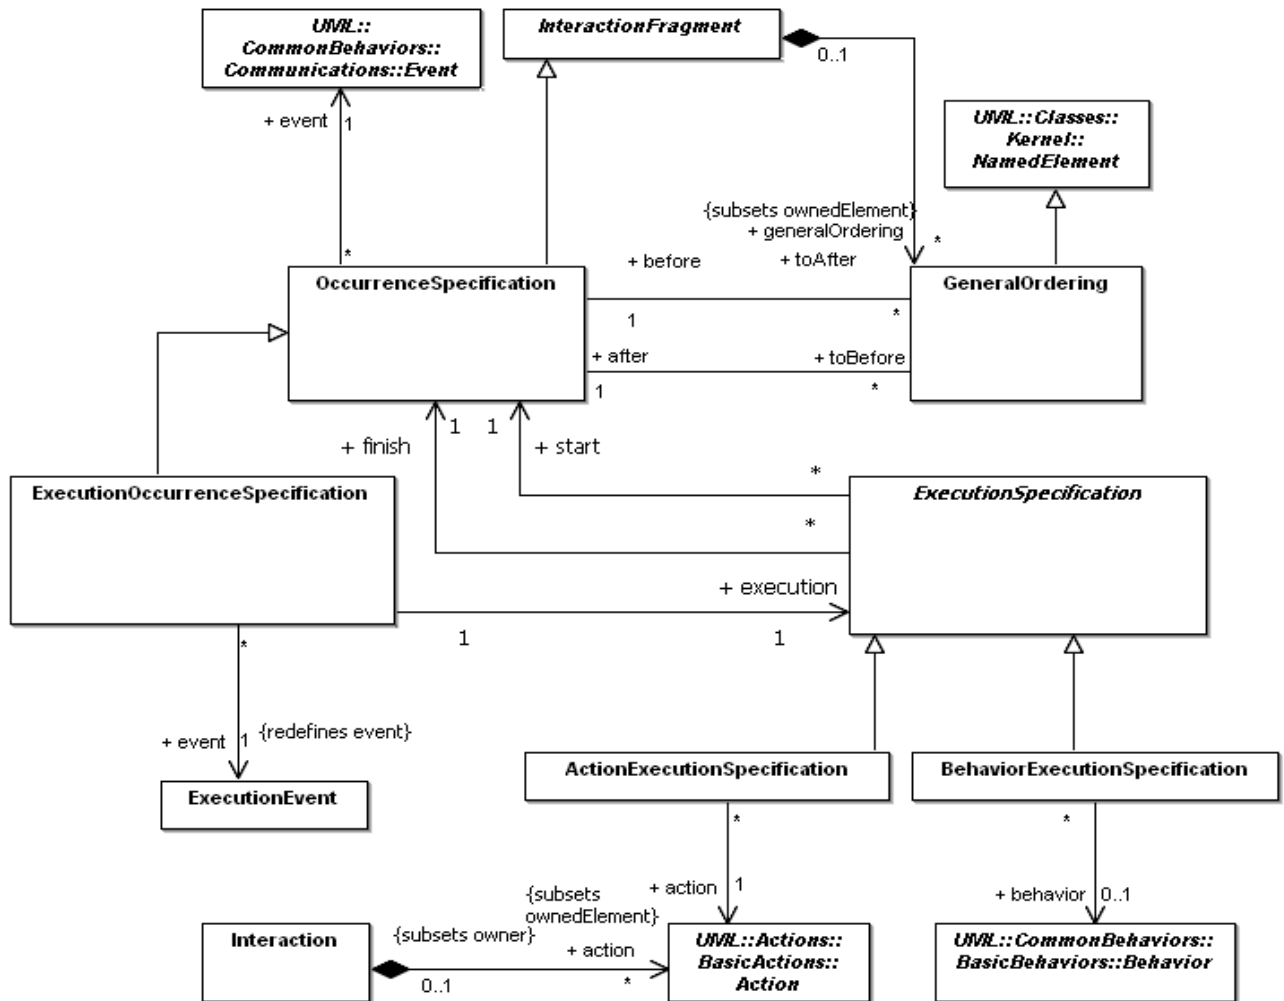 UML::
CommonBehaviors::
Communications::Event
InteractionFragment
0..1
+ event
1
UML::Classes::
Kernel::
NamedElement
{subsets ownedElement}
+ generalOrdering
*
*
+ before
+ toAfter
OccurrenceSpecification
GeneralOrdering
1
*
+ after
+ toBefore
1
*
+ finish
1
1
+ start
*
ExecutionOccurrenceSpecification
ExecutionSpecification
*
+ execution
1
1
*
+ event
1
{redefines event}
ExecutionEvent
ActionExecutionSpecification
BehaviorExecutionSpecification
*
*
+ action
1
+ behavior
0..1
{subsets
ownedElement}
Interaction
{subsets owner}
+ action
0..1
*
UML::Actions::
BasicActions::
Action
UML::CommonBehaviors::
BasicBehaviors::Behavior